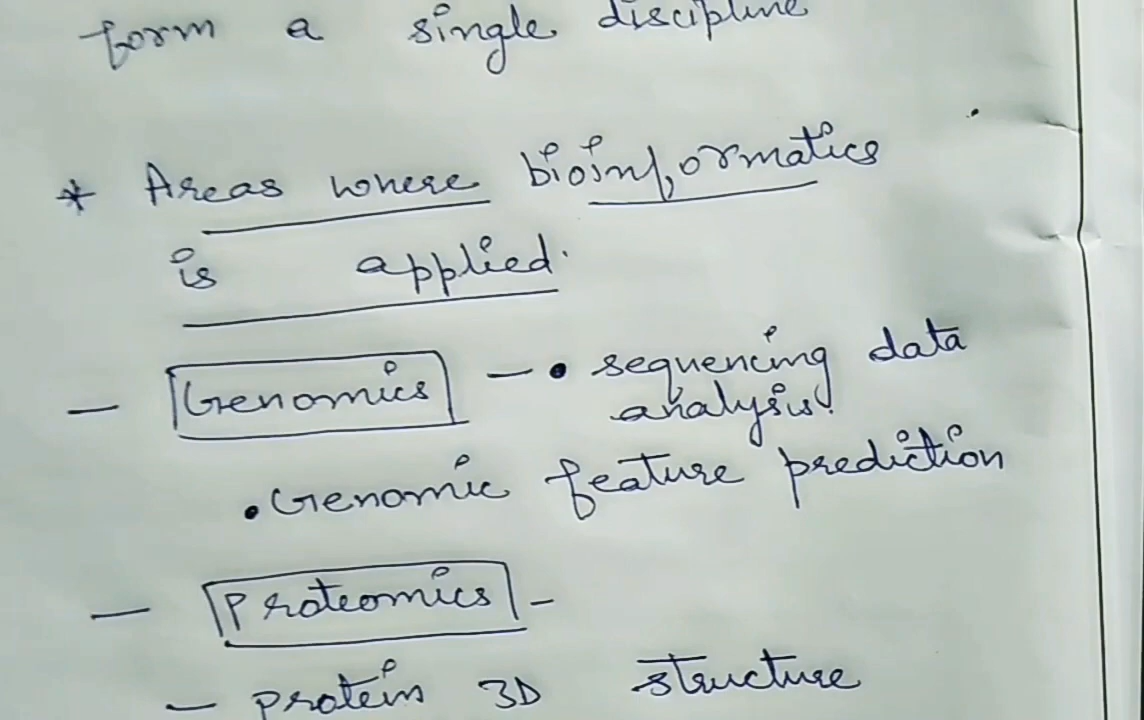 form a single discipline
* Areas where bioinformatics
is applied.
— Genomics — • sequencing data
analysis.
• Genomic feature prediction
— Proteomics –
— protein 3D structure